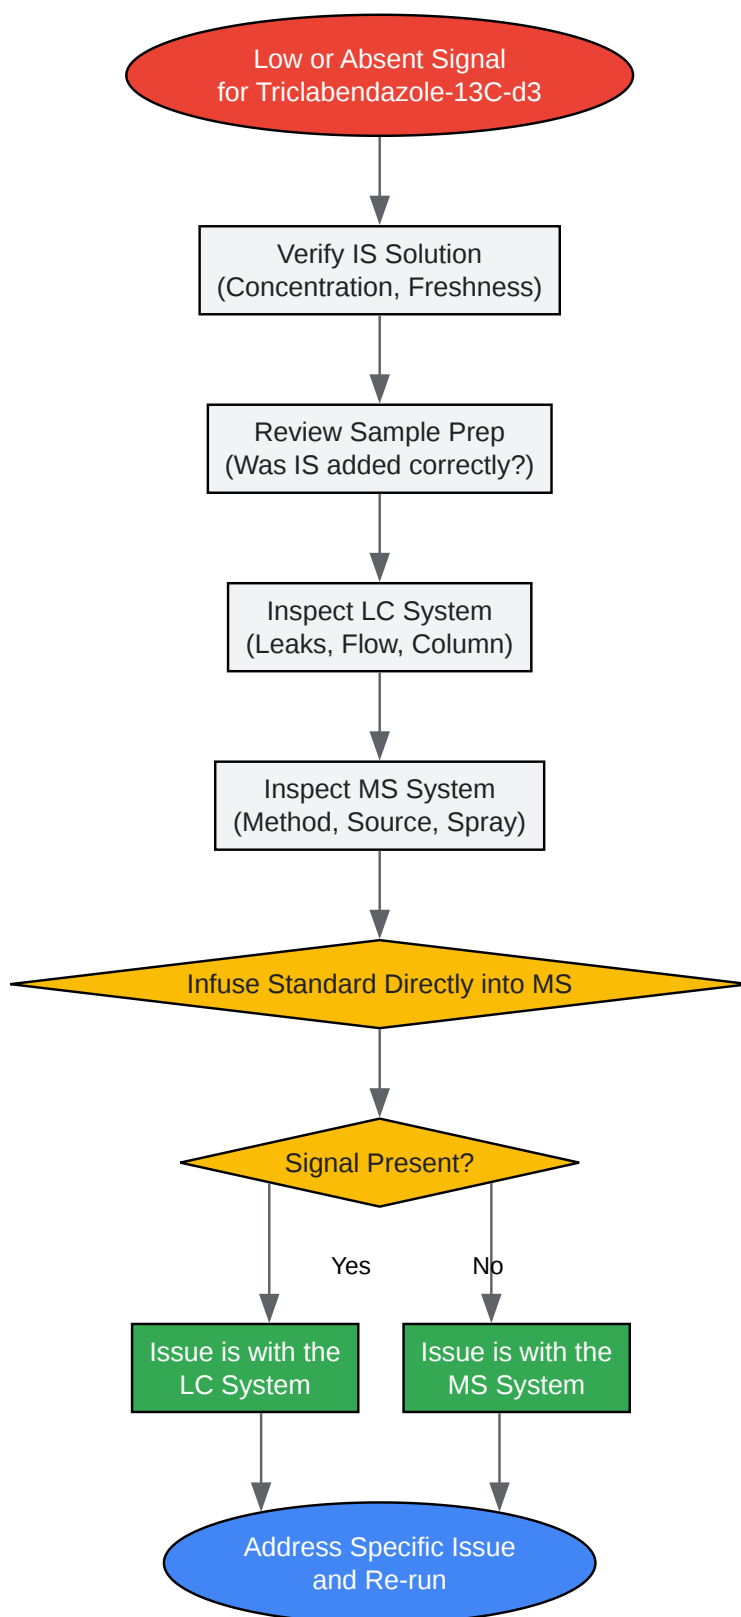 Low or Absent Signal
for Triclabendazole-13C-d3
Verify IS Solution
(Concentration, Freshness)
Review Sample Prep
(Was IS added correctly?)
Inspect LC System
(Leaks, Flow, Column)
Inspect MS System
(Method, Source, Spray)
Infuse Standard Directly into MS
Signal Present?
Yes
No
Issue is with the
LC System
Issue is with the
MS System
Address Specific Issue
and Re-run